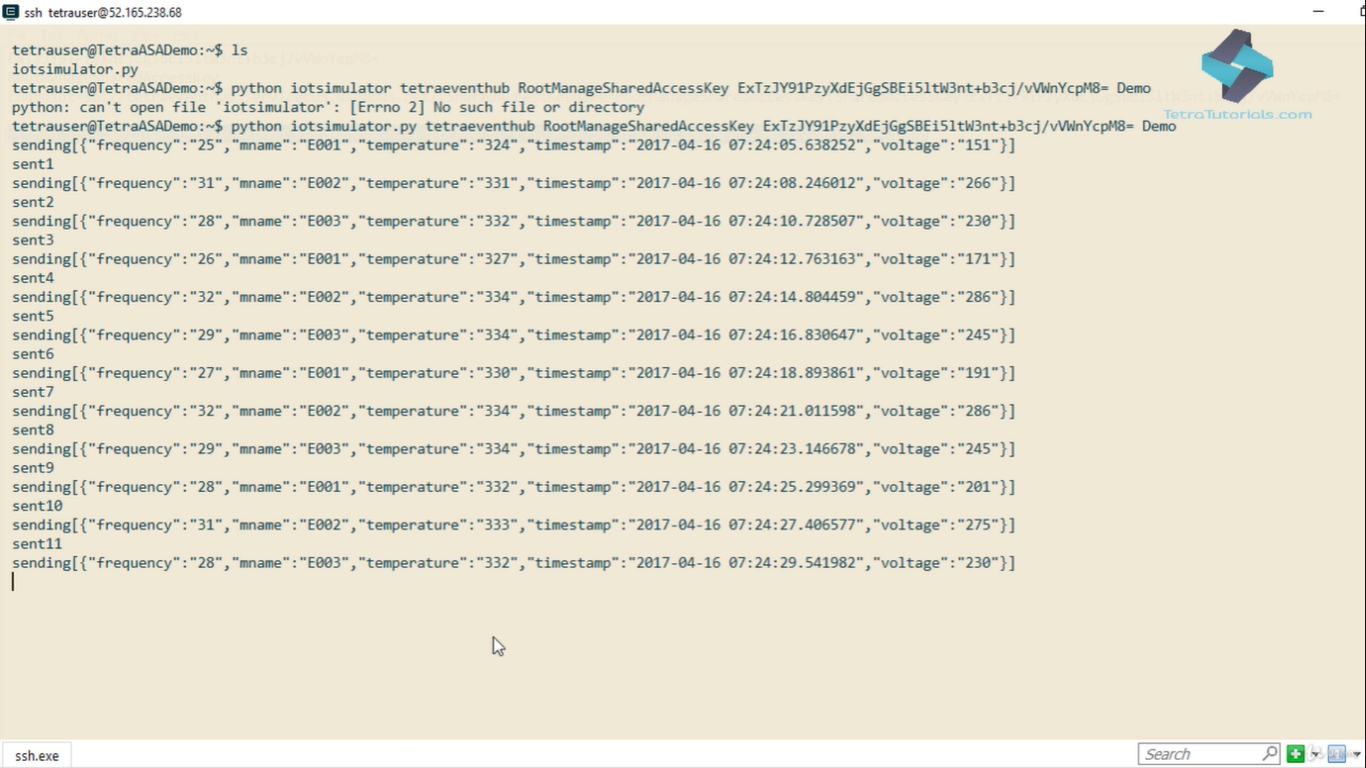 ssh tetrauser@52.165.238.68
tetrauser@TetraASADemo:~$ ls
iotsimulator.py
tetrauser@TetraASADemo:~$ python iotsimulator tetraeventhub RootManageSharedAccessKey ExTzJY91PzyXdEjGgSBEi5ltW3nt+b3cj/vVWnYcpM8= Demo
python: can't open file 'iotsimulator': [Errno 2] No such file or directory
tetrauser@TetraASADemo:~$ python iotsimulator.py tetraeventhub RootManageSharedAccessKey ExTzJY91PzyXdEjGgSBEi5ltW3nt+b3cj/vVWnYcpM8= Demo
TetraTutorials.com
sending[{"frequency":"25","mname":"E001","temperature":"324","timestamp":"2017-04-16 07:24:05.638252","voltage":"151"}]
sent1
sending[{"frequency":"31","mname":"E002","temperature":"331","timestamp":"2017-04-16 07:24:08.246012","voltage":"266"}]
sent2
sending[{"frequency":"28","mname":"E003","temperature":"332","timestamp":"2017-04-16 07:24:10.728507","voltage":"230"}]
sent3
sending[{"frequency":"26","mname":"E001","temperature":"327","timestamp":"2017-04-16 07:24:12.763163","voltage":"171"}]
sent4
sending[{"frequency":"32","mname":"E002","temperature":"334","timestamp":"2017-04-16 07:24:14.804459","voltage":"286"}]
sent5
sending[{"frequency":"29","mname":"E003","temperature":"334","timestamp":"2017-04-16 07:24:16.830647","voltage":"245"}]
sent6
sending[{"frequency":"27","mname":"E001","temperature":"330","timestamp":"2017-04-16 07:24:18.893861","voltage":"191"}]
sent7
sending[{"frequency":"32","mname":"E002","temperature":"334","timestamp":"2017-04-16 07:24:21.011598","voltage":"286"}]
sent8
sending[{"frequency":"29","mname":"E003","temperature":"334","timestamp":"2017-04-16 07:24:23.146678","voltage":"245"}]
sent9
sending[{"frequency":"28","mname":"E001","temperature":"332","timestamp":"2017-04-16 07:24:25.299369","voltage":"201"}]
sent10
sending[{"frequency":"31","mname":"E002","temperature":"333","timestamp":"2017-04-16 07:24:27.406577","voltage":"275"}]
sent11
sending[{"frequency":"28","mname":"E003","temperature":"332","timestamp":"2017-04-16 07:24:29.541982","voltage":"230"}]
ssh.exe
Search